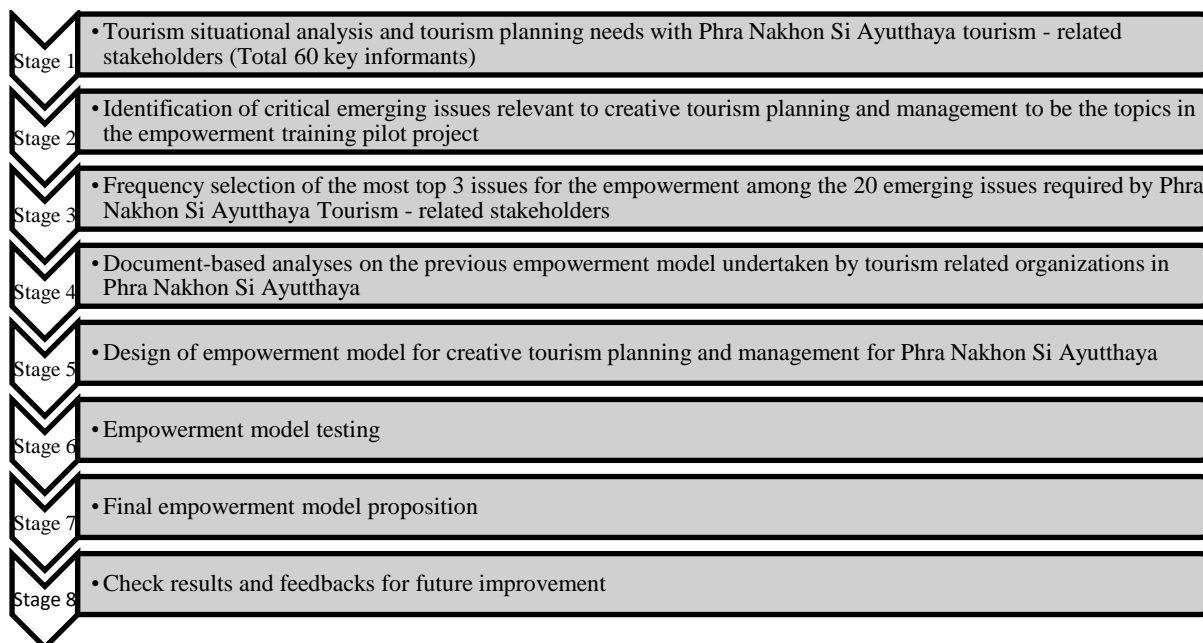 Stage 1
• Tourism situational analysis and tourism planning needs with Phra Nakhon Si Ayutthaya tourism - related
stakeholders (Total 60 key informants)
Stage 2
• Identification of critical emerging issues relevant to creative tourism planning and management to be the topics in
the empowerment training pilot project
Stage 3
• Frequency selection of the most top 3 issues for the empowerment among the 20 emerging issues required by Phra
Nakhon Si Ayutthaya Tourism - related stakeholders
Stage 4
• Document-based analyses on the previous empowerment model undertaken by tourism related organizations in
Phra Nakhon Si Ayutthaya
Stage 5
• Design of empowerment model for creative tourism planning and management for Phra Nakhon Si Ayutthaya
Stage 6
• Empowerment model testing
Stage 7
• Final empowerment model proposition
Stage 8
• Check results and feedbacks for future improvement